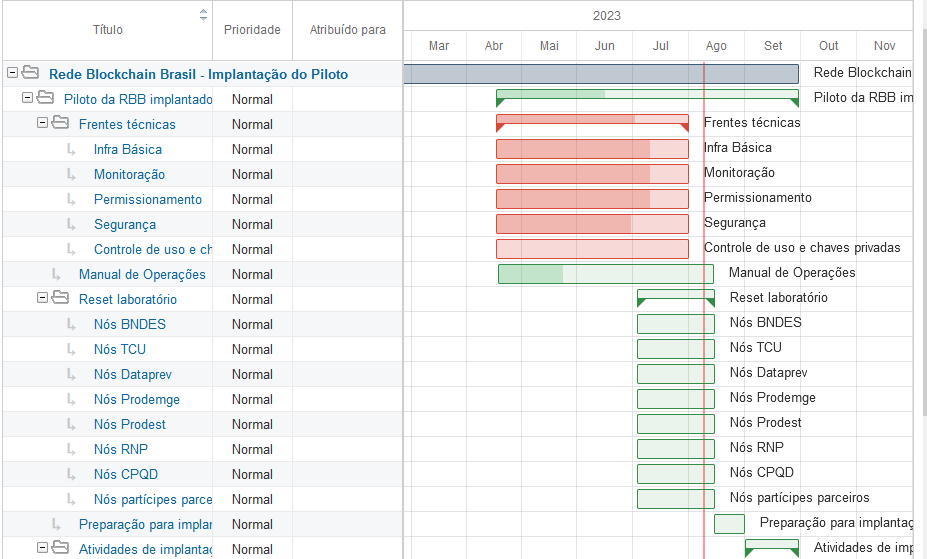 2023
Título Prioridade Atribuído para
Mar Abr Mai Jun Jul Ago Set Out Nov
Rede Blockchain Brasil - Implantação do Piloto Rede Blockchain
Piloto da RBB implantado Normal Piloto da RBB im
Frentes técnicas Normal Frentes técnicas
Infra Básica Normal Infra Básica
Monitoração Normal Monitoração
Permissionamento Normal Permissionamento
Segurança Normal Segurança
Controle de uso e ch Normal Controle de uso e chaves privadas
Manual de Operações Normal Manual de Operações
Reset laboratório Normal Reset laboratório
Nós BNDES Normal Nós BNDES
Nós TCU Normal Nós TCU
Nós Dataprev Normal Nós Dataprev
Nós Prodemge Normal Nós Prodemge
Nós Prodest Normal Nós Prodest
Nós RNP Normal Nós RNP
Nós CPQD Normal Nós CPQD
Nós partícipes parce Normal Nós partícipes parceiros
Preparação para implan Normal Preparação para implantaç
Atividades de implantaç Normal Atividades de imp